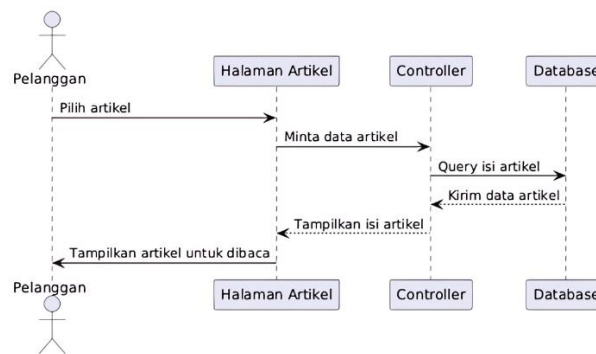 Pelanggan
Halaman Artikel
Controller
Database
Pilih artikel
Minta data artikel
Query isi artikel
Kirim data artikel
Tampilkan isi artikel
Tampilkan artikel untuk dibaca
Pelanggan
Halaman Artikel
Controller
Database